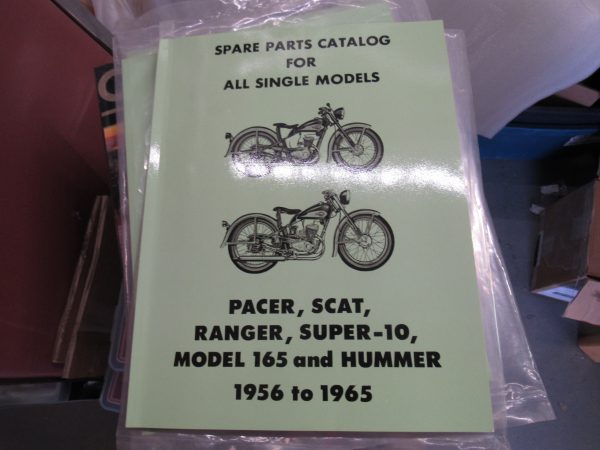 SPARE PARTS CATALOG
FOR
ALL SINGLE MODELS
PACER, SCAT,
RANGER, SUPER-10,
MODEL 165 and HUMMER
1956 to 1965